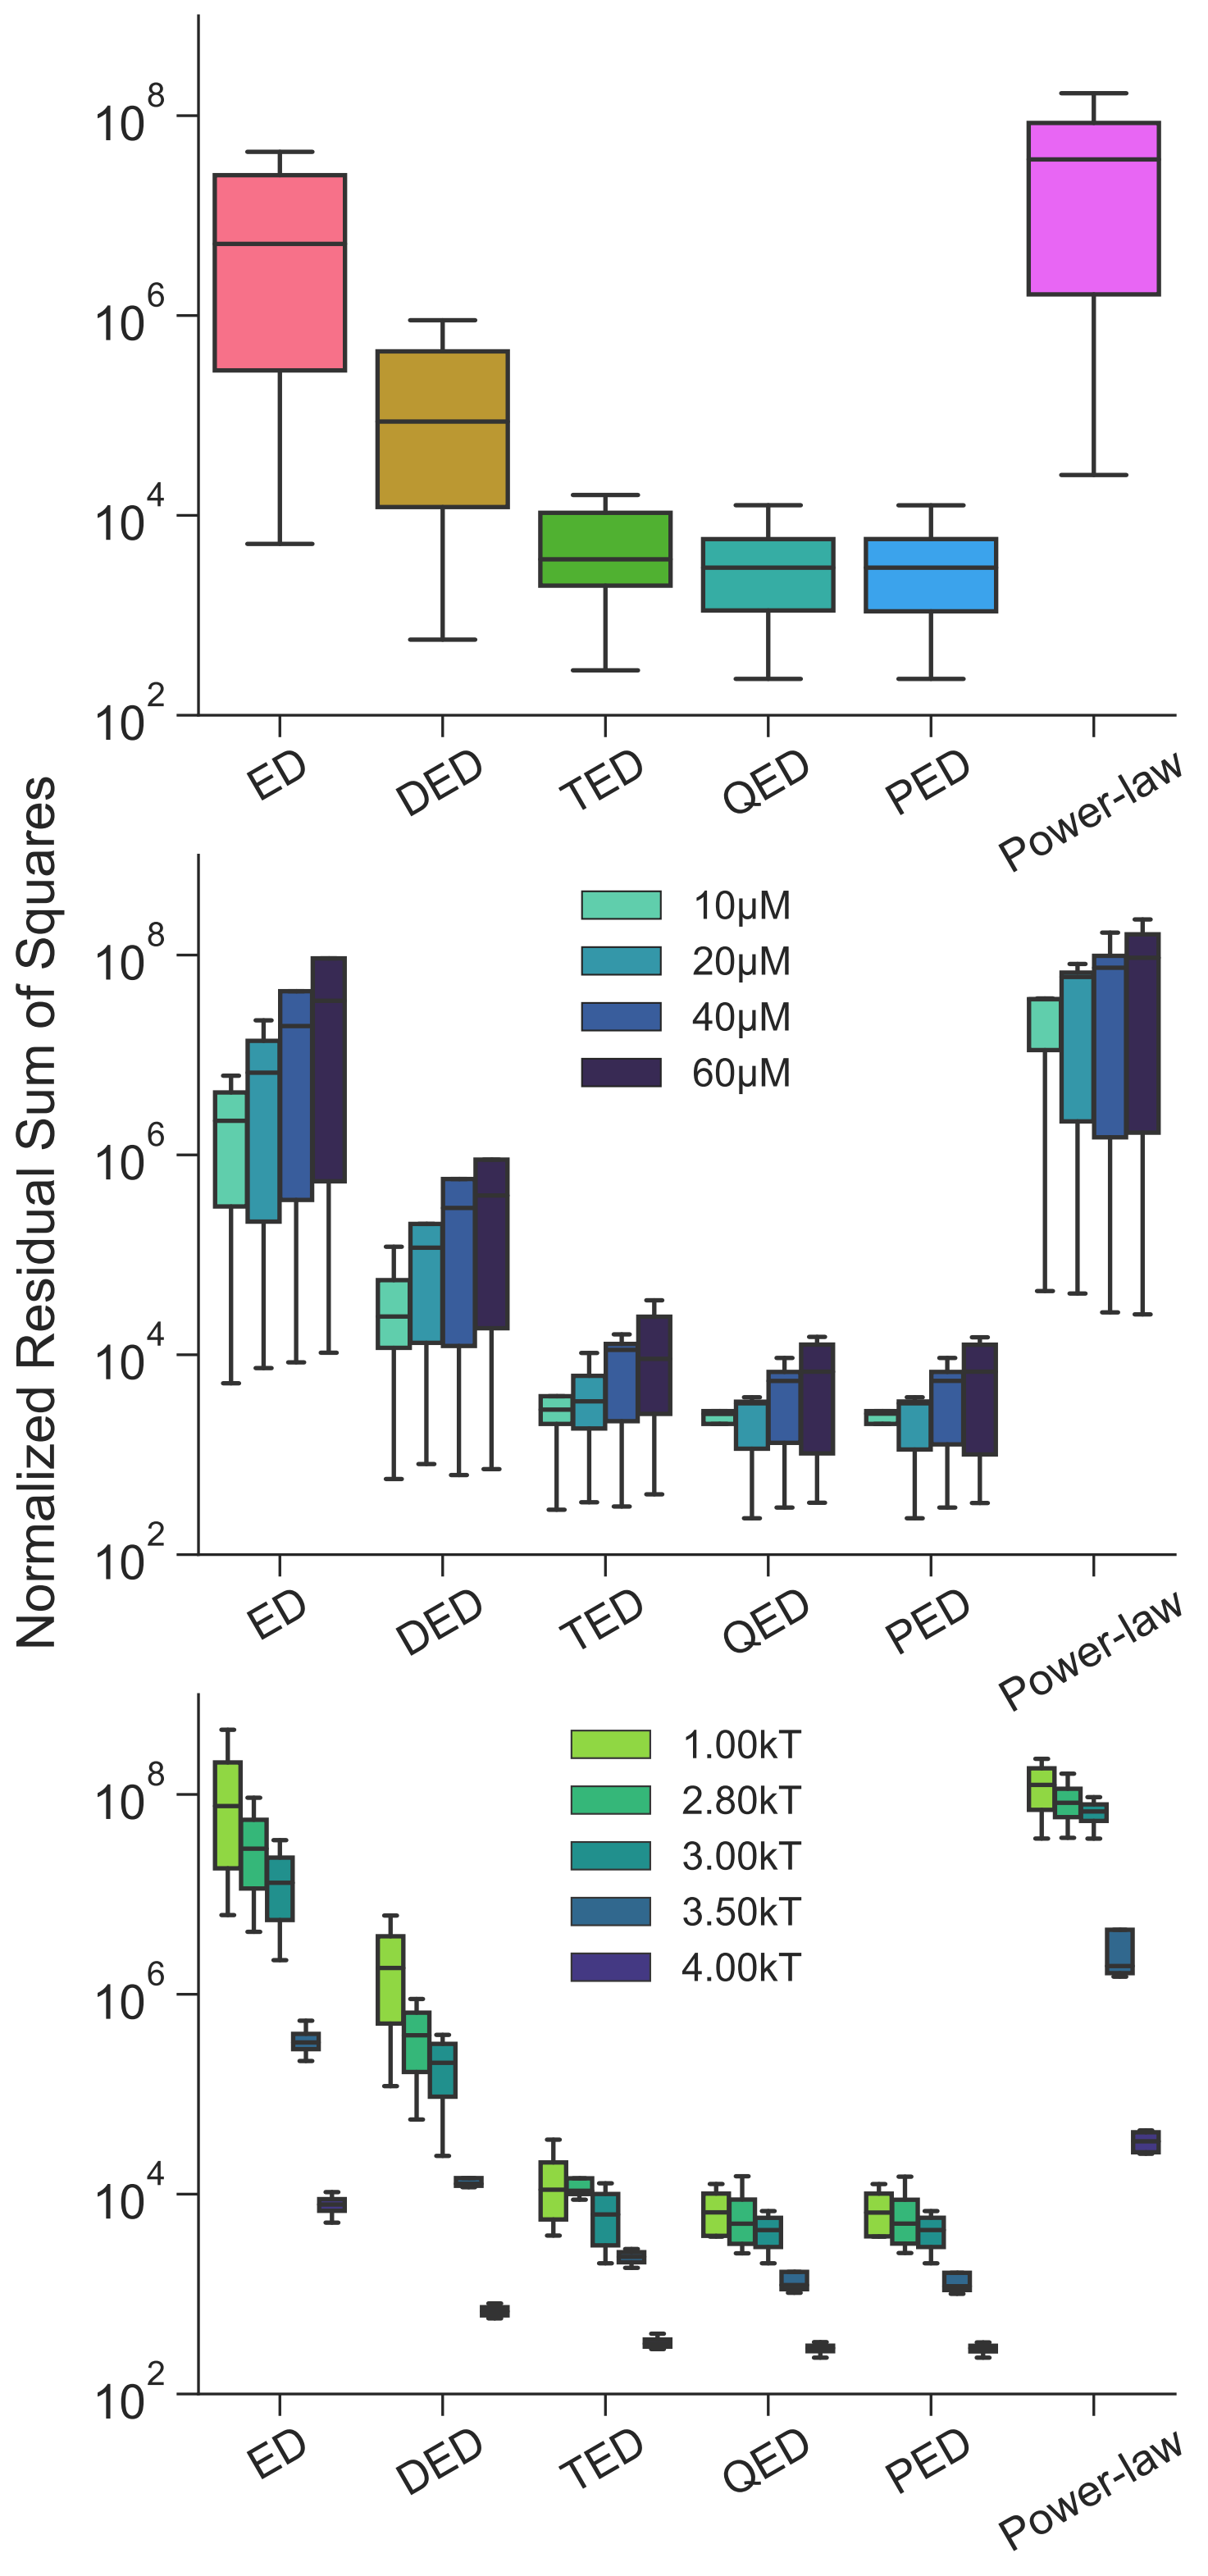 Normalized Residual Sum of Squares
10^8
10^6
10^4
10^2
ED DED TED QED PED Power-law
10^8
10^6
10^4
10^2
10µM
20µM
40µM
60µM
ED DED TED QED PED Power-law
10^8
10^6
10^4
10^2
1.00kT
2.80kT
3.00kT
3.50kT
4.00kT
ED DED TED QED PED Power-law